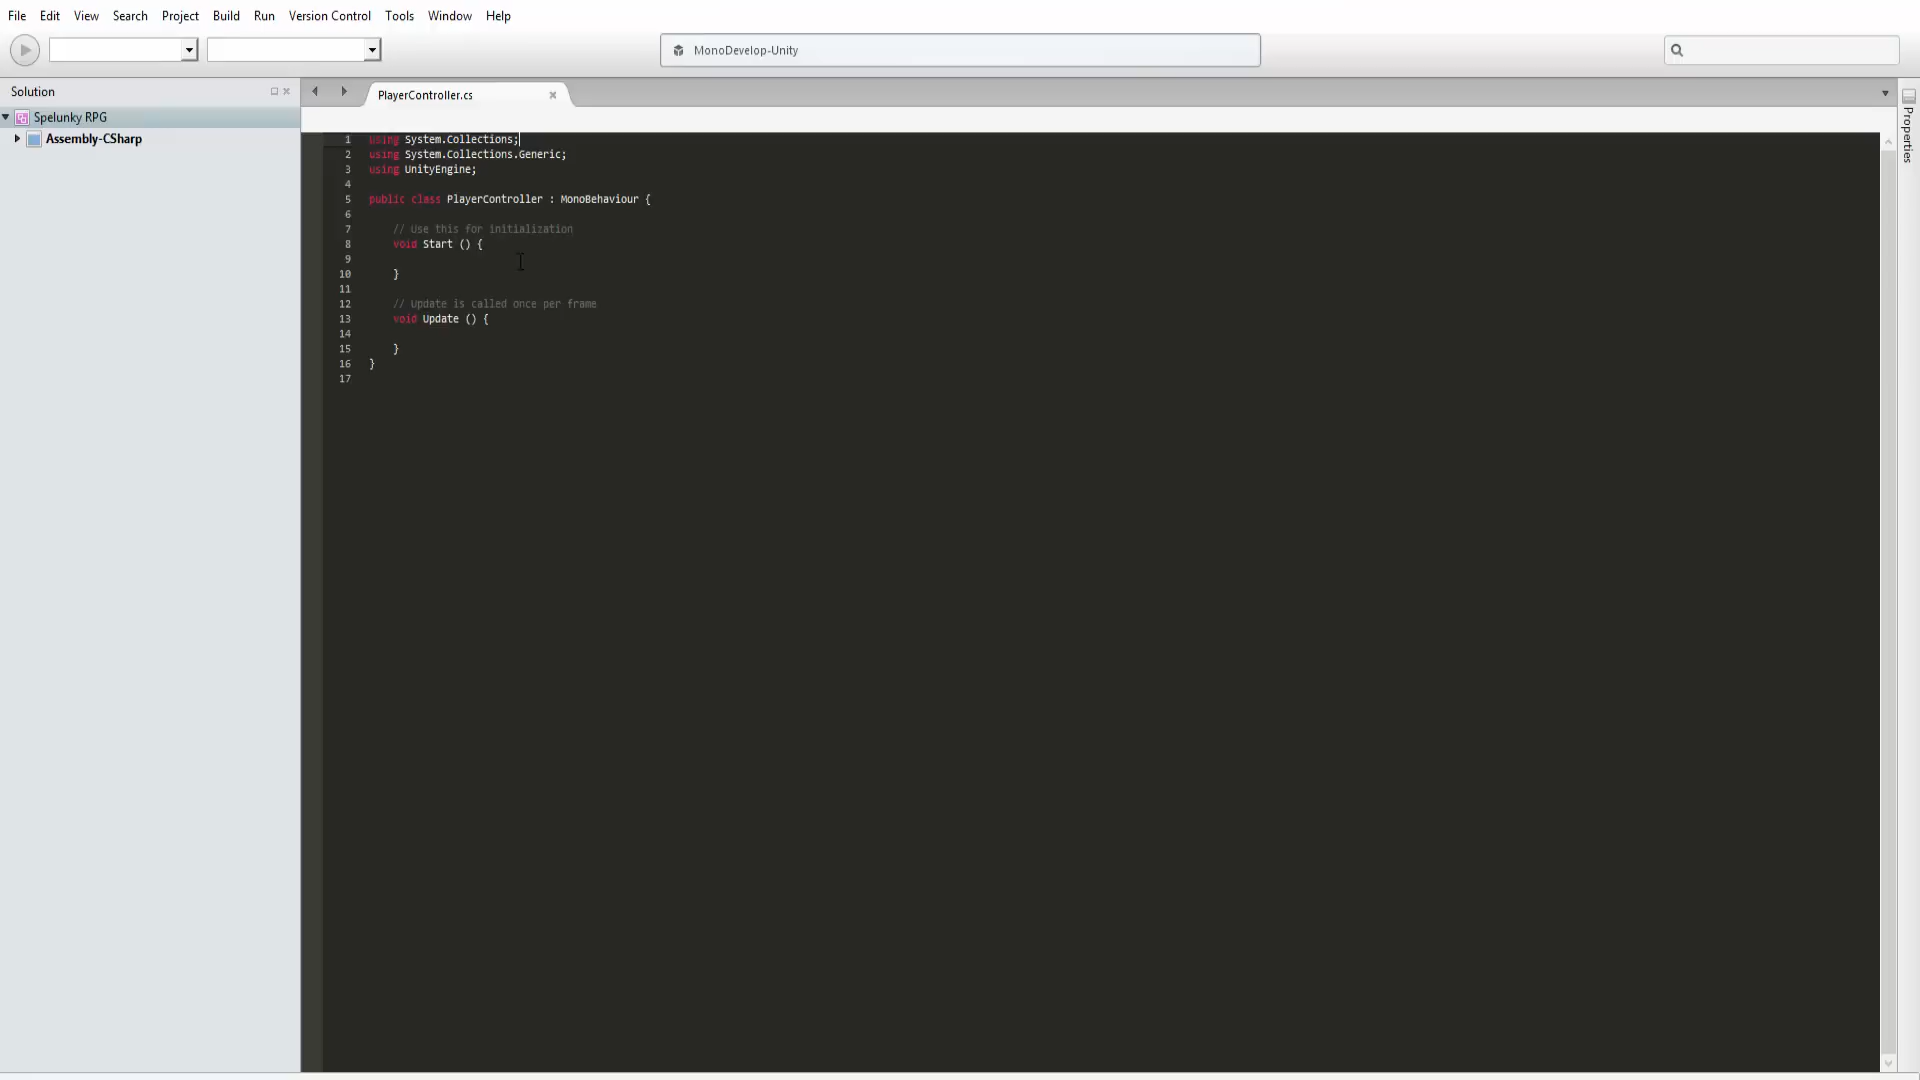 File Edit View Search Project Build Run Version Control Tools Window Help
MonoDevelop-Unity
Solution
PlayerController.cs
Properties
Spelunky RPG
Assembly-CSharp
1 using System.Collections;
2 using System.Collections.Generic;
3 using UnityEngine;
4
5 public class PlayerController : MonoBehaviour {
6
7 // Use this for initialization
8 void Start () {
9
10 }
11
12 // Update is called once per frame
13 void Update () {
14
15 }
16 }
17